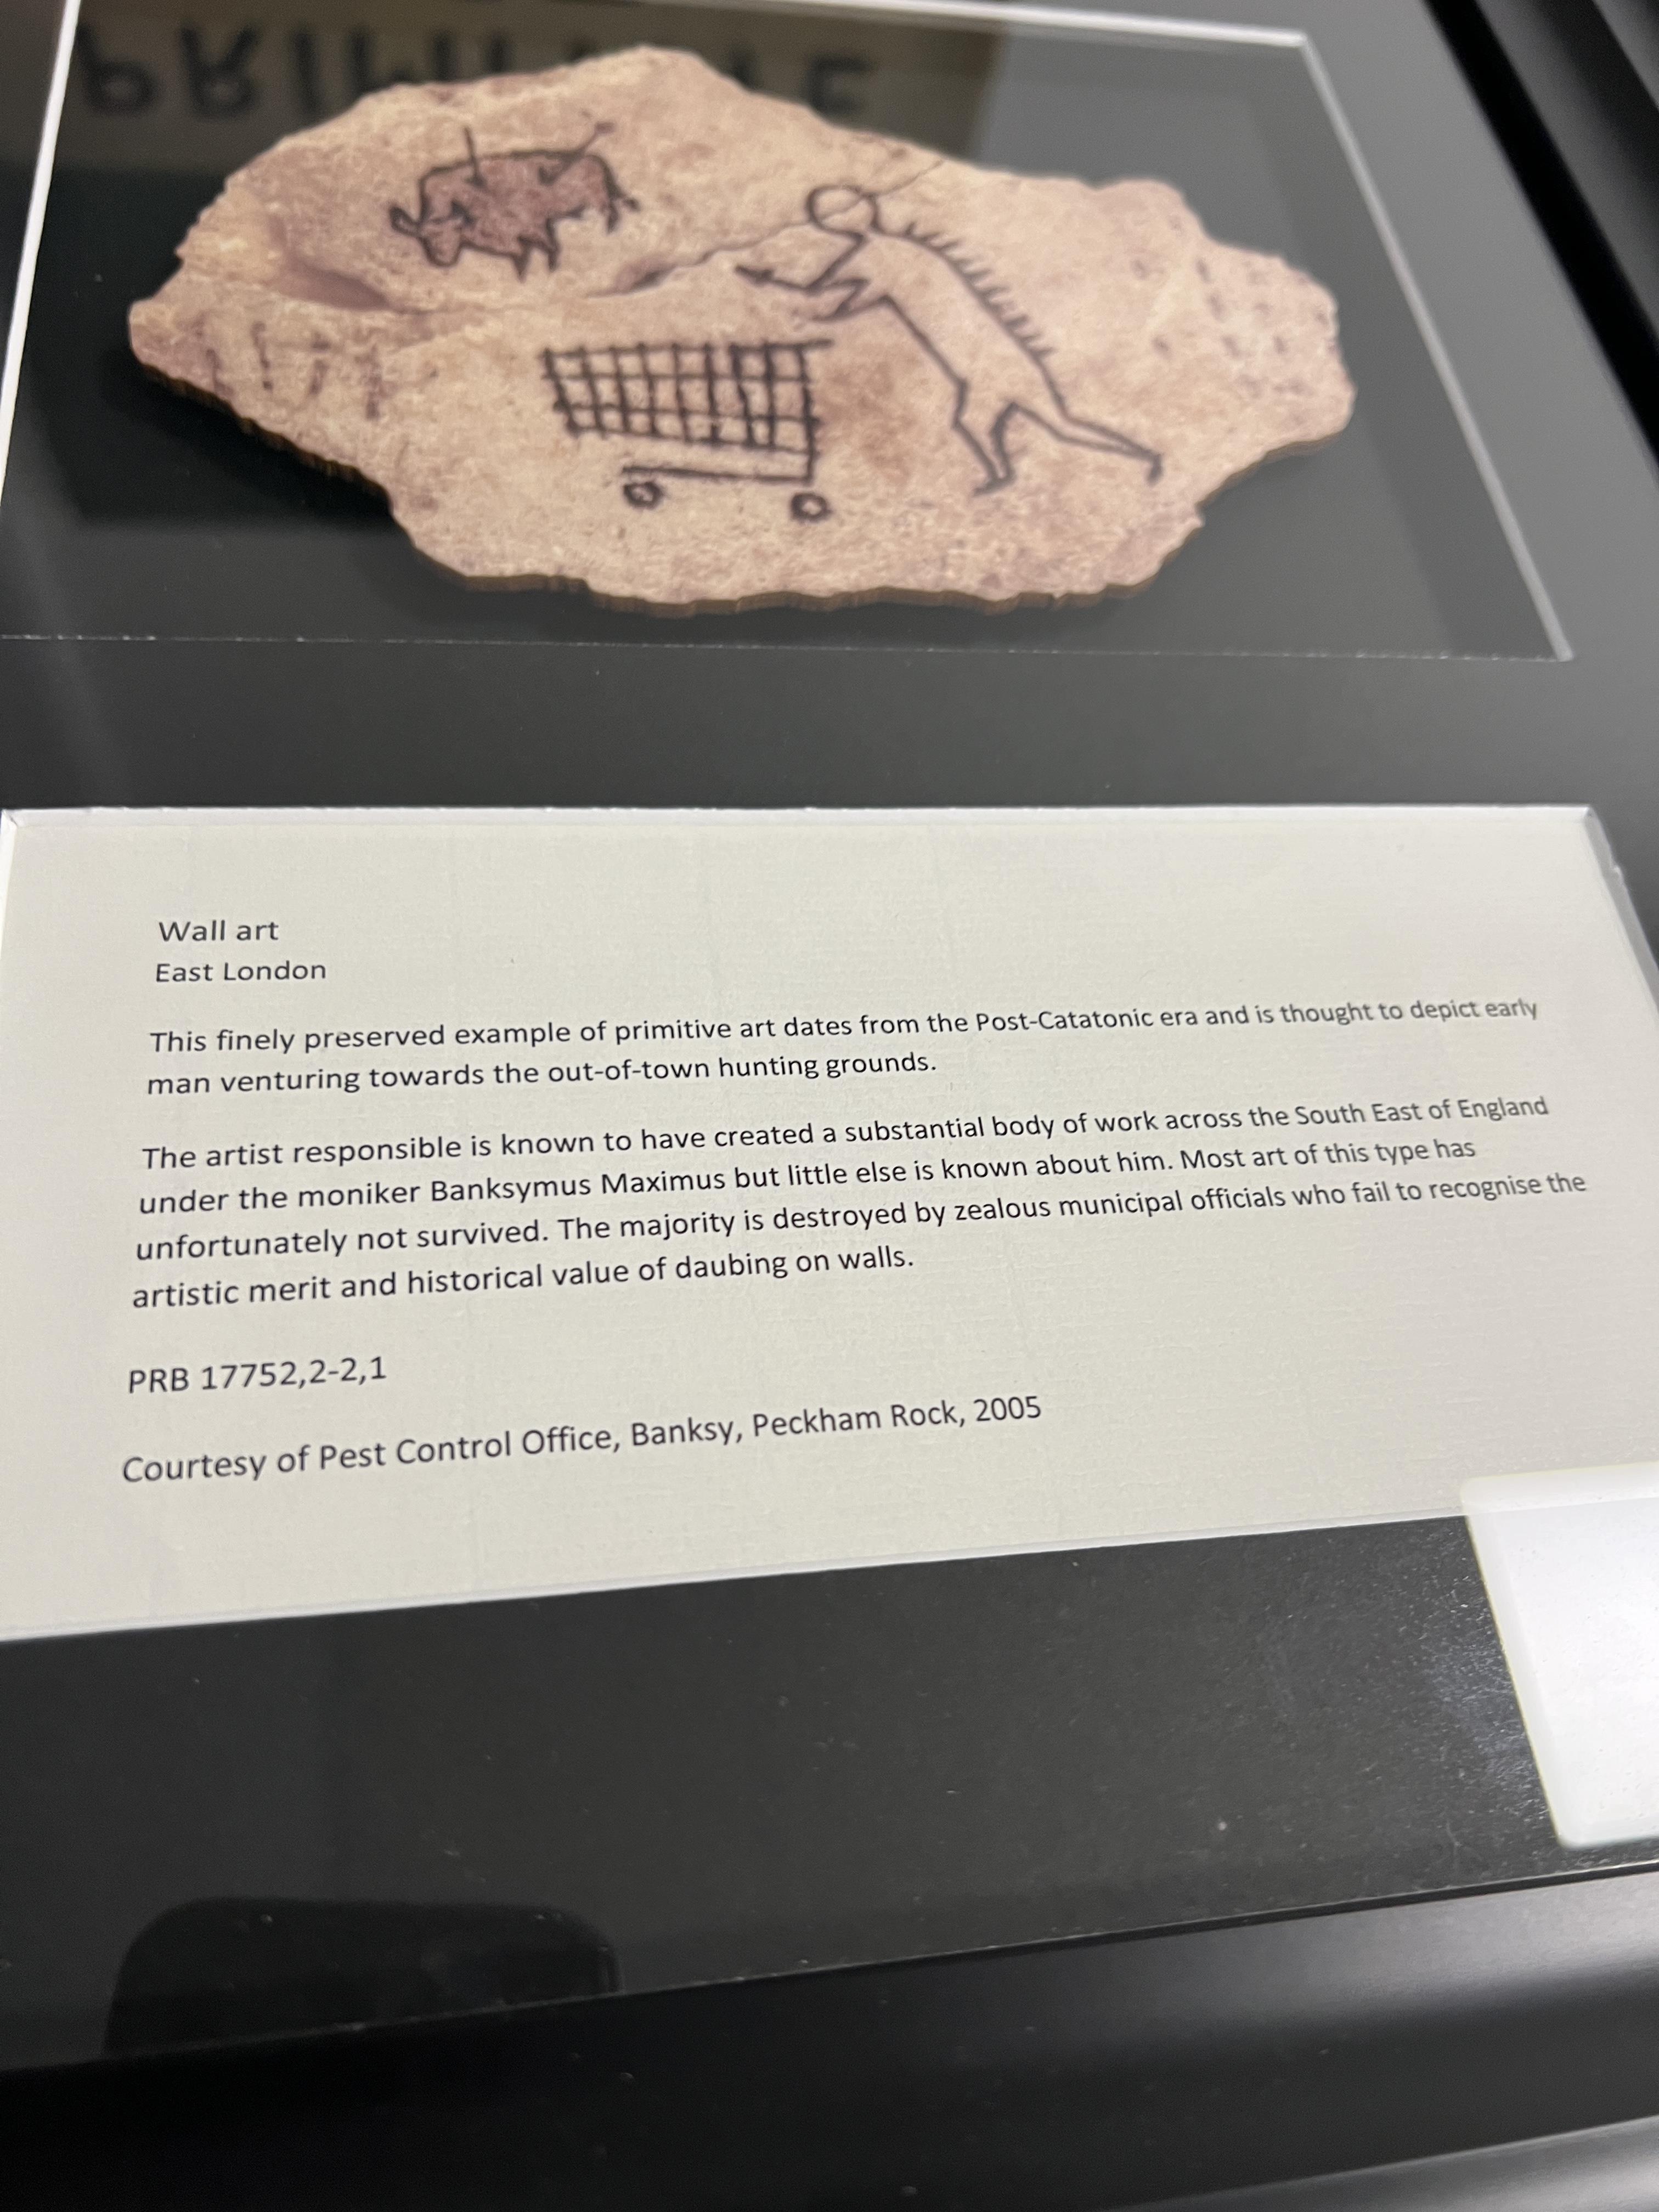 Wall art
East London
This finely preserved example of primitive art dates from the Post-Catatonic era and is thought to depict early
man venturing towards the out-of-town hunting grounds.
The artist responsible is known to have created a substantial body of work across the South East of England
under the moniker Banksymus Maximus but little else is known about him. Most art of this type has
unfortunately not survived. The majority is destroyed by zealous municipal officials who fail to recognise the
artistic merit and historical value of daubing on walls.
PRB 17752,2-2,1
Courtesy of Pest Control Office, Banksy, Peckham Rock, 2005